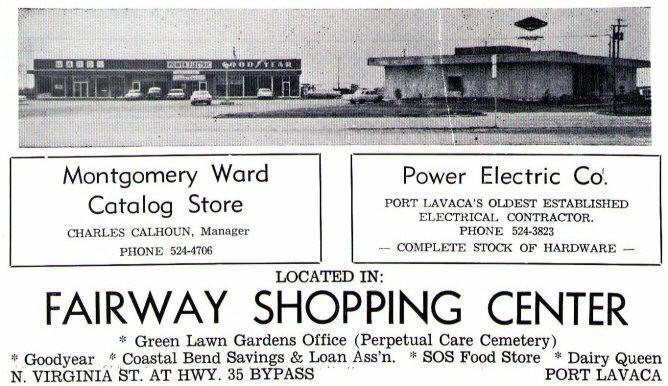 WARDS
POWER ELECTRIC
GOODYEAR
Montgomery Ward
Catalog Store
CHARLES CALHOUN, Manager
PHONE 524-4706
Power Electric Co.
PORT LAVACA'S OLDEST ESTABLISHED
ELECTRICAL CONTRACTOR.
PHONE 524-3823
— COMPLETE STOCK OF HARDWARE —
LOCATED IN:
FAIRWAY SHOPPING CENTER
* Green Lawn Gardens Office (Perpetual Care Cemetery)
* Goodyear * Coastal Bend Savings & Loan Ass'n. * SOS Food Store * Dairy Queen
N. VIRGINIA ST. AT HWY. 35 BYPASS PORT LAVACA